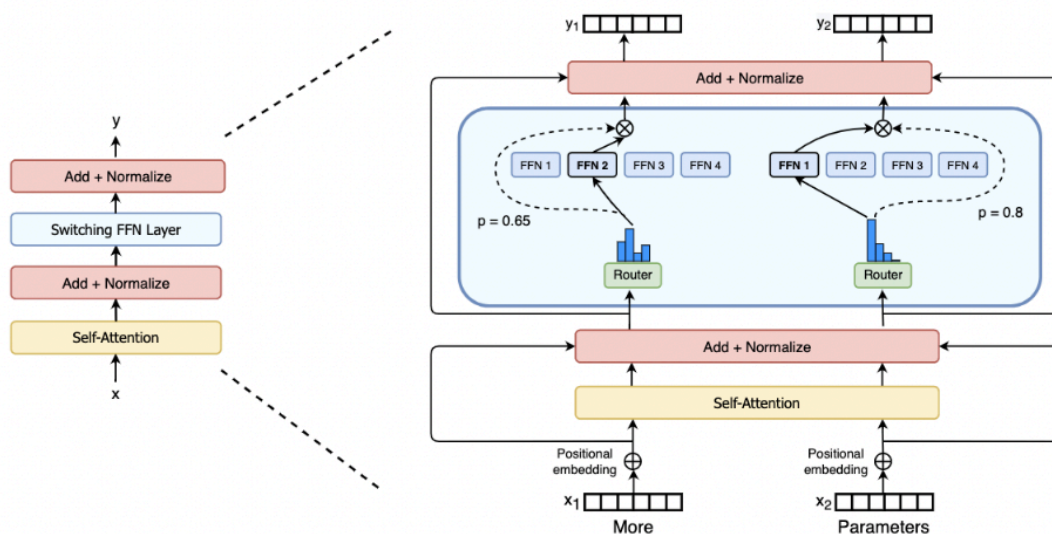 y
Add + Normalize
Switching FFN Layer
Add + Normalize
Self-Attention
x
y1 y2
Add + Normalize
FFN 1 FFN 2 FFN 3 FFN 4 FFN 1 FFN 2 FFN 3 FFN 4
p = 0.65 p = 0.8
Router Router
Add + Normalize
Self-Attention
Positional embedding Positional embedding
x1 x2
More Parameters